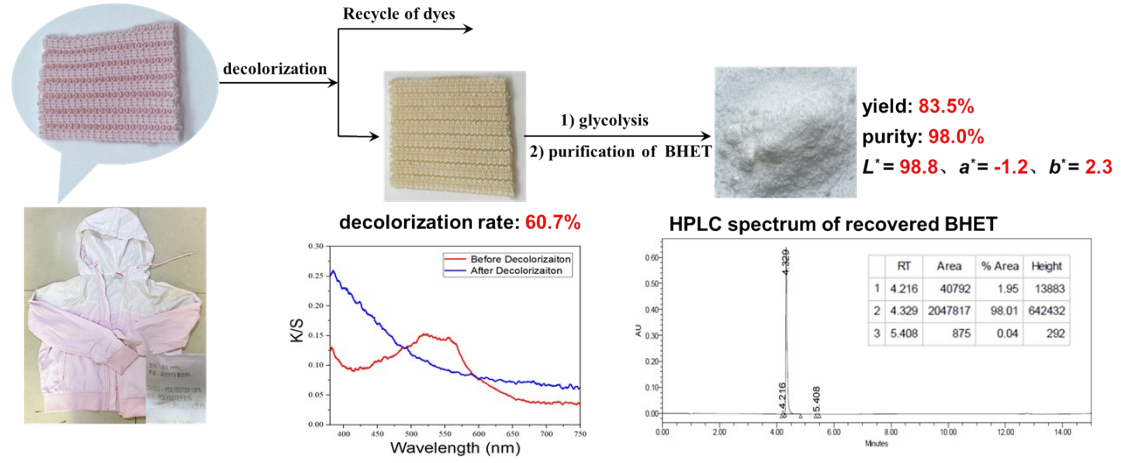 Recycle of dyes
decolorization
1) glycolysis
2) purification of BHET
yield: 83.5%
purity: 98.0%
L*= 98.8、a*= -1.2、b*= 2.3
decolorization rate: 60.7%
HPLC spectrum of recovered BHET
0.30
0.25
0.20
0.15
0.10
0.05
0.00
K/S
Before Decolorizaiton
After Decolorizaiton
400 450 500 550 600 650 700 750
Wavelength (nm)
0.60
0.50
0.40
0.30
0.20
0.10
0.00
AU
4.216
4.329
5.408
RT Area % Area Height
1 4.216 40792 1.95 13883
2 4.329 2047817 98.01 642432
3 5.408 875 0.04 292
0.00 2.00 4.00 6.00 8.00 10.00 12.00 14.00
Minutes